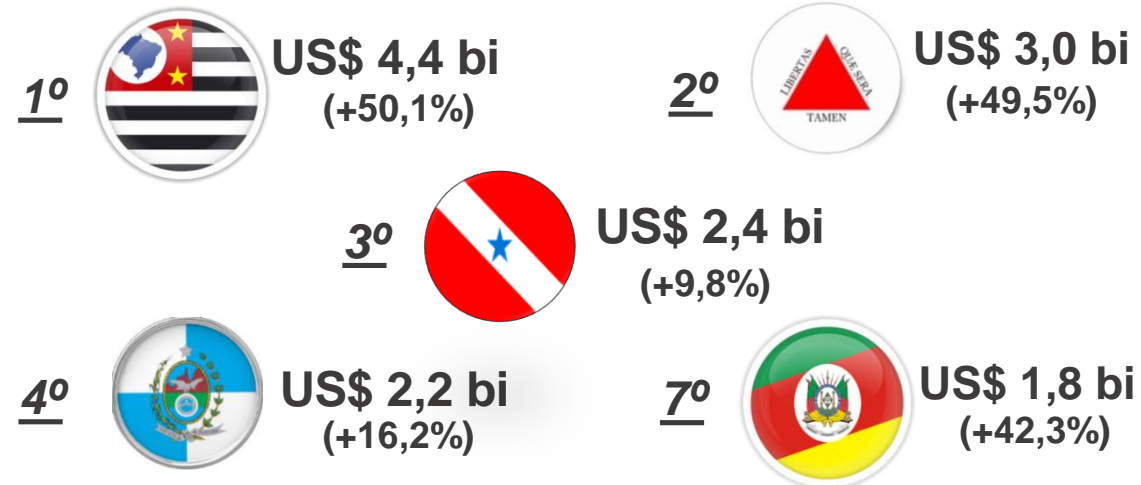 1º
US$ 4,4 bi
(+50,1%)
2º
LIBERTAS QUÆ SERA
TAMEN
US$ 3,0 bi
(+49,5%)
3º
US$ 2,4 bi
(+9,8%)
4º
US$ 2,2 bi
(+16,2%)
7º
US$ 1,8 bi
(+42,3%)